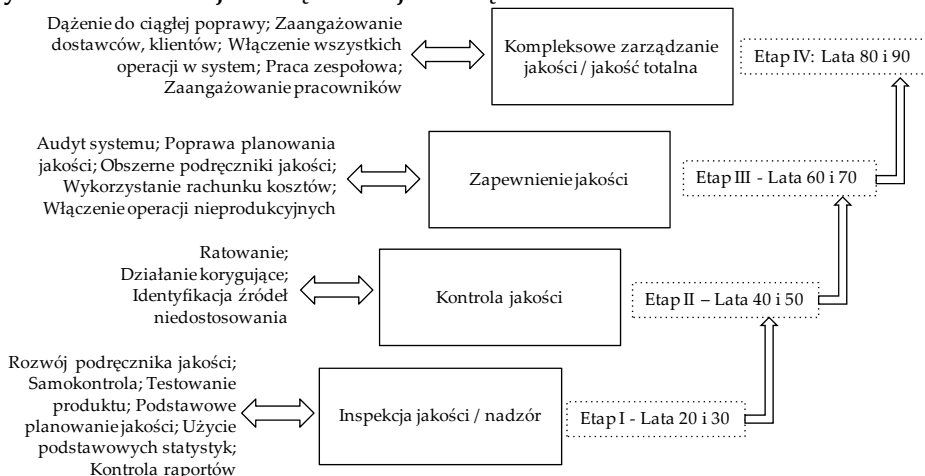 Dążenie do ciągłej poprawy; Zaangażowanie
dostawców, klientów; Włączenie wszystkich
operacji w system; Praca zespołowa;
Zaangażowanie pracowników
Kompleksowe zarządzanie
jakości / jakość totalna
Etap IV: Lata 80 i 90
Audyt systemu; Poprawa planowania
jakości; Obszerne podręczniki jakości;
Wykorzystanie rachunku kosztów;
Włączenie operacji nieprodukcyjnych
Zapewnienie jakości
Etap III - Lata 60 i 70
Ratowanie;
Działanie korygujące;
Identyfikacja źródeł
niedostosowania
Kontrola jakości
Etap II – Lata 40 i 50
Rozwój podręcznika jakości;
Samokontrola; Testowanie
produktu; Podstawowe
planowanie jakości; Użycie
podstawowych statystyk;
Kontrola raportów
Inspekcja jakości / nadzór
Etap I - Lata 20 i 30